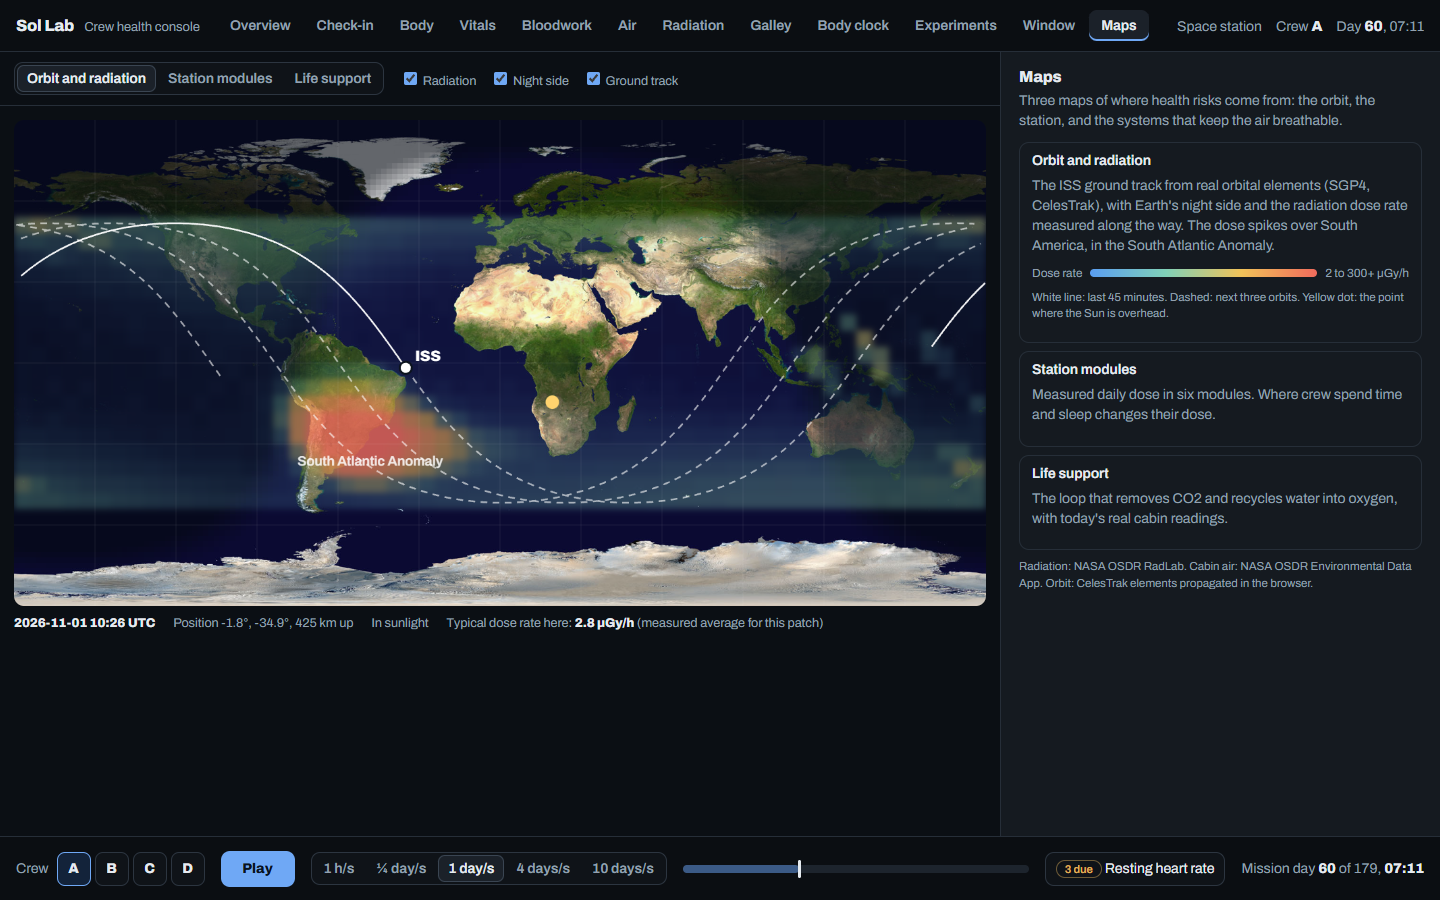 Sol Lab Crew health console Overview Check-in Body Vitals Bloodwork Air Radiation Galley Body clock Experiments Window Maps Space station Crew A Day 60, 07:11
Orbit and radiation Station modules Life support Radiation Night side Ground track
ISS
South Atlantic Anomaly
2026-11-01 10:26 UTC Position -1.8°, -34.9°, 425 km up In sunlight Typical dose rate here: 2.8 µGy/h (measured average for this patch)
Maps
Three maps of where health risks come from: the orbit, the
station, and the systems that keep the air breathable.
Orbit and radiation
The ISS ground track from real orbital elements (SGP4,
CelesTrak), with Earth's night side and the radiation dose rate
measured along the way. The dose spikes over South
America, in the South Atlantic Anomaly.
Dose rate 2 to 300+ µGy/h
White line: last 45 minutes. Dashed: next three orbits. Yellow dot: the point
where the Sun is overhead.
Station modules
Measured daily dose in six modules. Where crew spend time
and sleep changes their dose.
Life support
The loop that removes CO2 and recycles water into oxygen,
with today's real cabin readings.
Radiation: NASA OSDR RadLab. Cabin air: NASA OSDR Environmental Data
App. Orbit: CelesTrak elements propagated in the browser.
Crew A B C D Play 1 h/s ¼ day/s 1 day/s 4 days/s 10 days/s 3 due Resting heart rate Mission day 60 of 179, 07:11